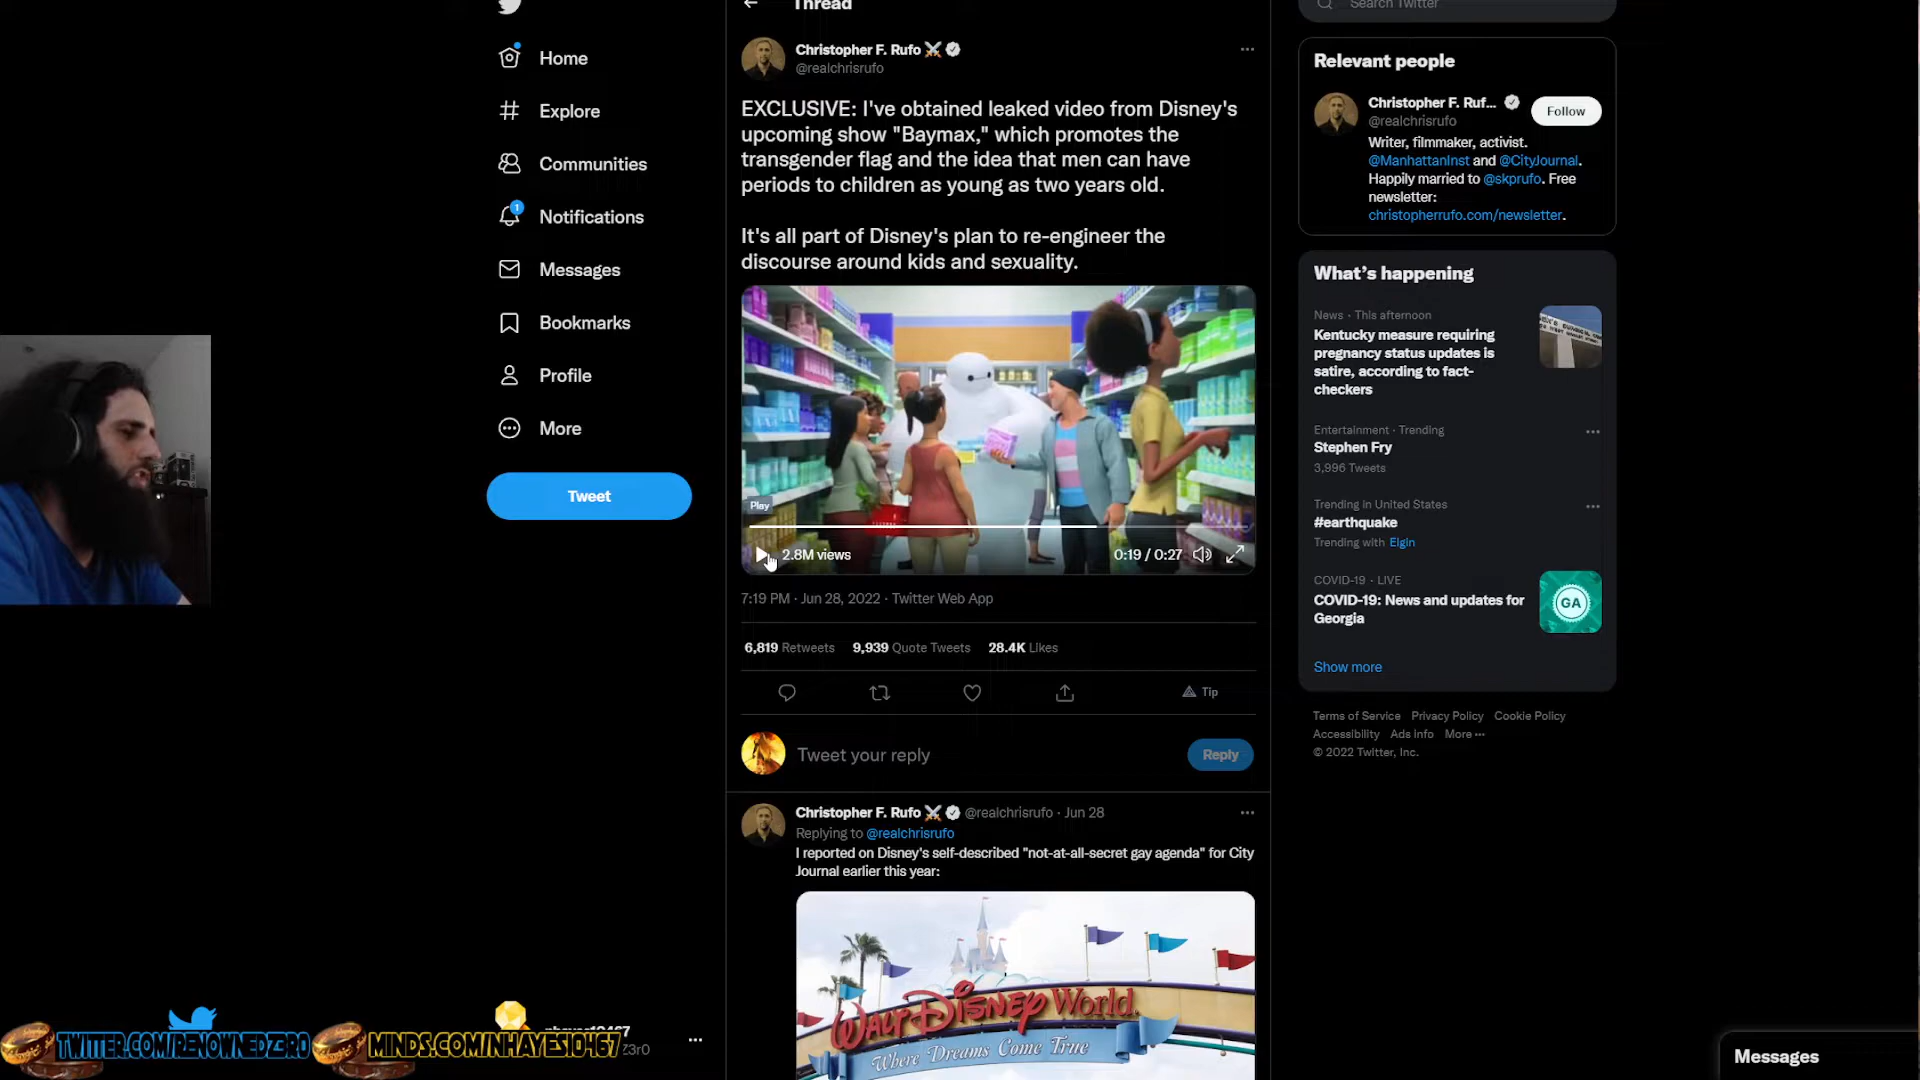 Thread
Search Twitter
Home
Explore
Communities
1
Notifications
Messages
Bookmarks
Profile
More
Tweet
Christopher F. Rufo
@realchrisrufo
EXCLUSIVE: I've obtained leaked video from Disney's
upcoming show "Baymax," which promotes the
transgender flag and the idea that men can have
periods to children as young as two years old.
It's all part of Disney's plan to re-engineer the
discourse around kids and sexuality.
Play
2.8M views
0:19 / 0:27
7:19 PM · Jun 28, 2022 · Twitter Web App
6,819 Retweets 9,939 Quote Tweets 28.4K Likes
Tip
Tweet your reply
Reply
Christopher F. Rufo @realchrisrufo · Jun 28
Replying to @realchrisrufo
I reported on Disney's self-described "not-at-all-secret gay agenda" for City
Journal earlier this year:
Walt Disney World
Where Dreams Come True
Relevant people
Christopher F. Ruf...
@realchrisrufo
Follow
Writer, filmmaker, activist.
@ManhattanInst and @CityJournal.
Happily married to @skprufo. Free
newsletter:
christopherrufo.com/newsletter.
What's happening
News · This afternoon
Kentucky measure requiring
pregnancy status updates is
satire, according to fact-
checkers
Entertainment · Trending
Stephen Fry
3,996 Tweets
Trending in United States
#earthquake
Trending with Elgin
COVID-19 · LIVE
COVID-19: News and updates for
Georgia
GA
Show more
Terms of Service Privacy Policy Cookie Policy
Accessibility Ads info More ···
© 2022 Twitter, Inc.
TWITTER.COM/RENOWNEDZ3R0
MINDS.COM/NHAYES10467
Z3r0
Messages